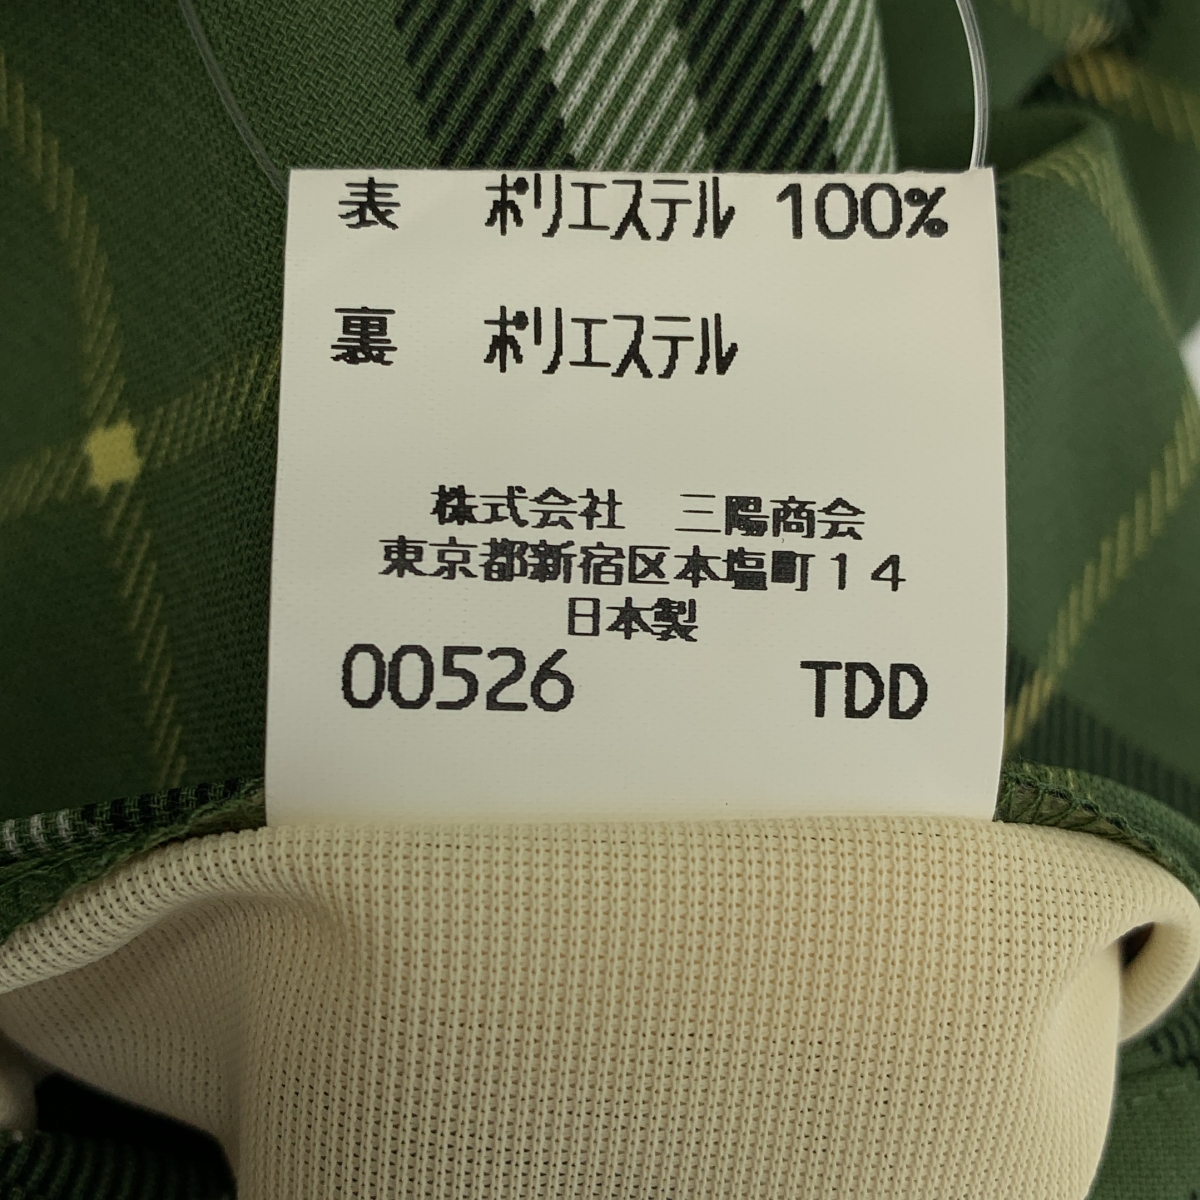 表 ポリエステル 100%
裏 ポリエステル
株式会社 三陽商会
東京都新宿区本塩町14
日本製
00526 TDD